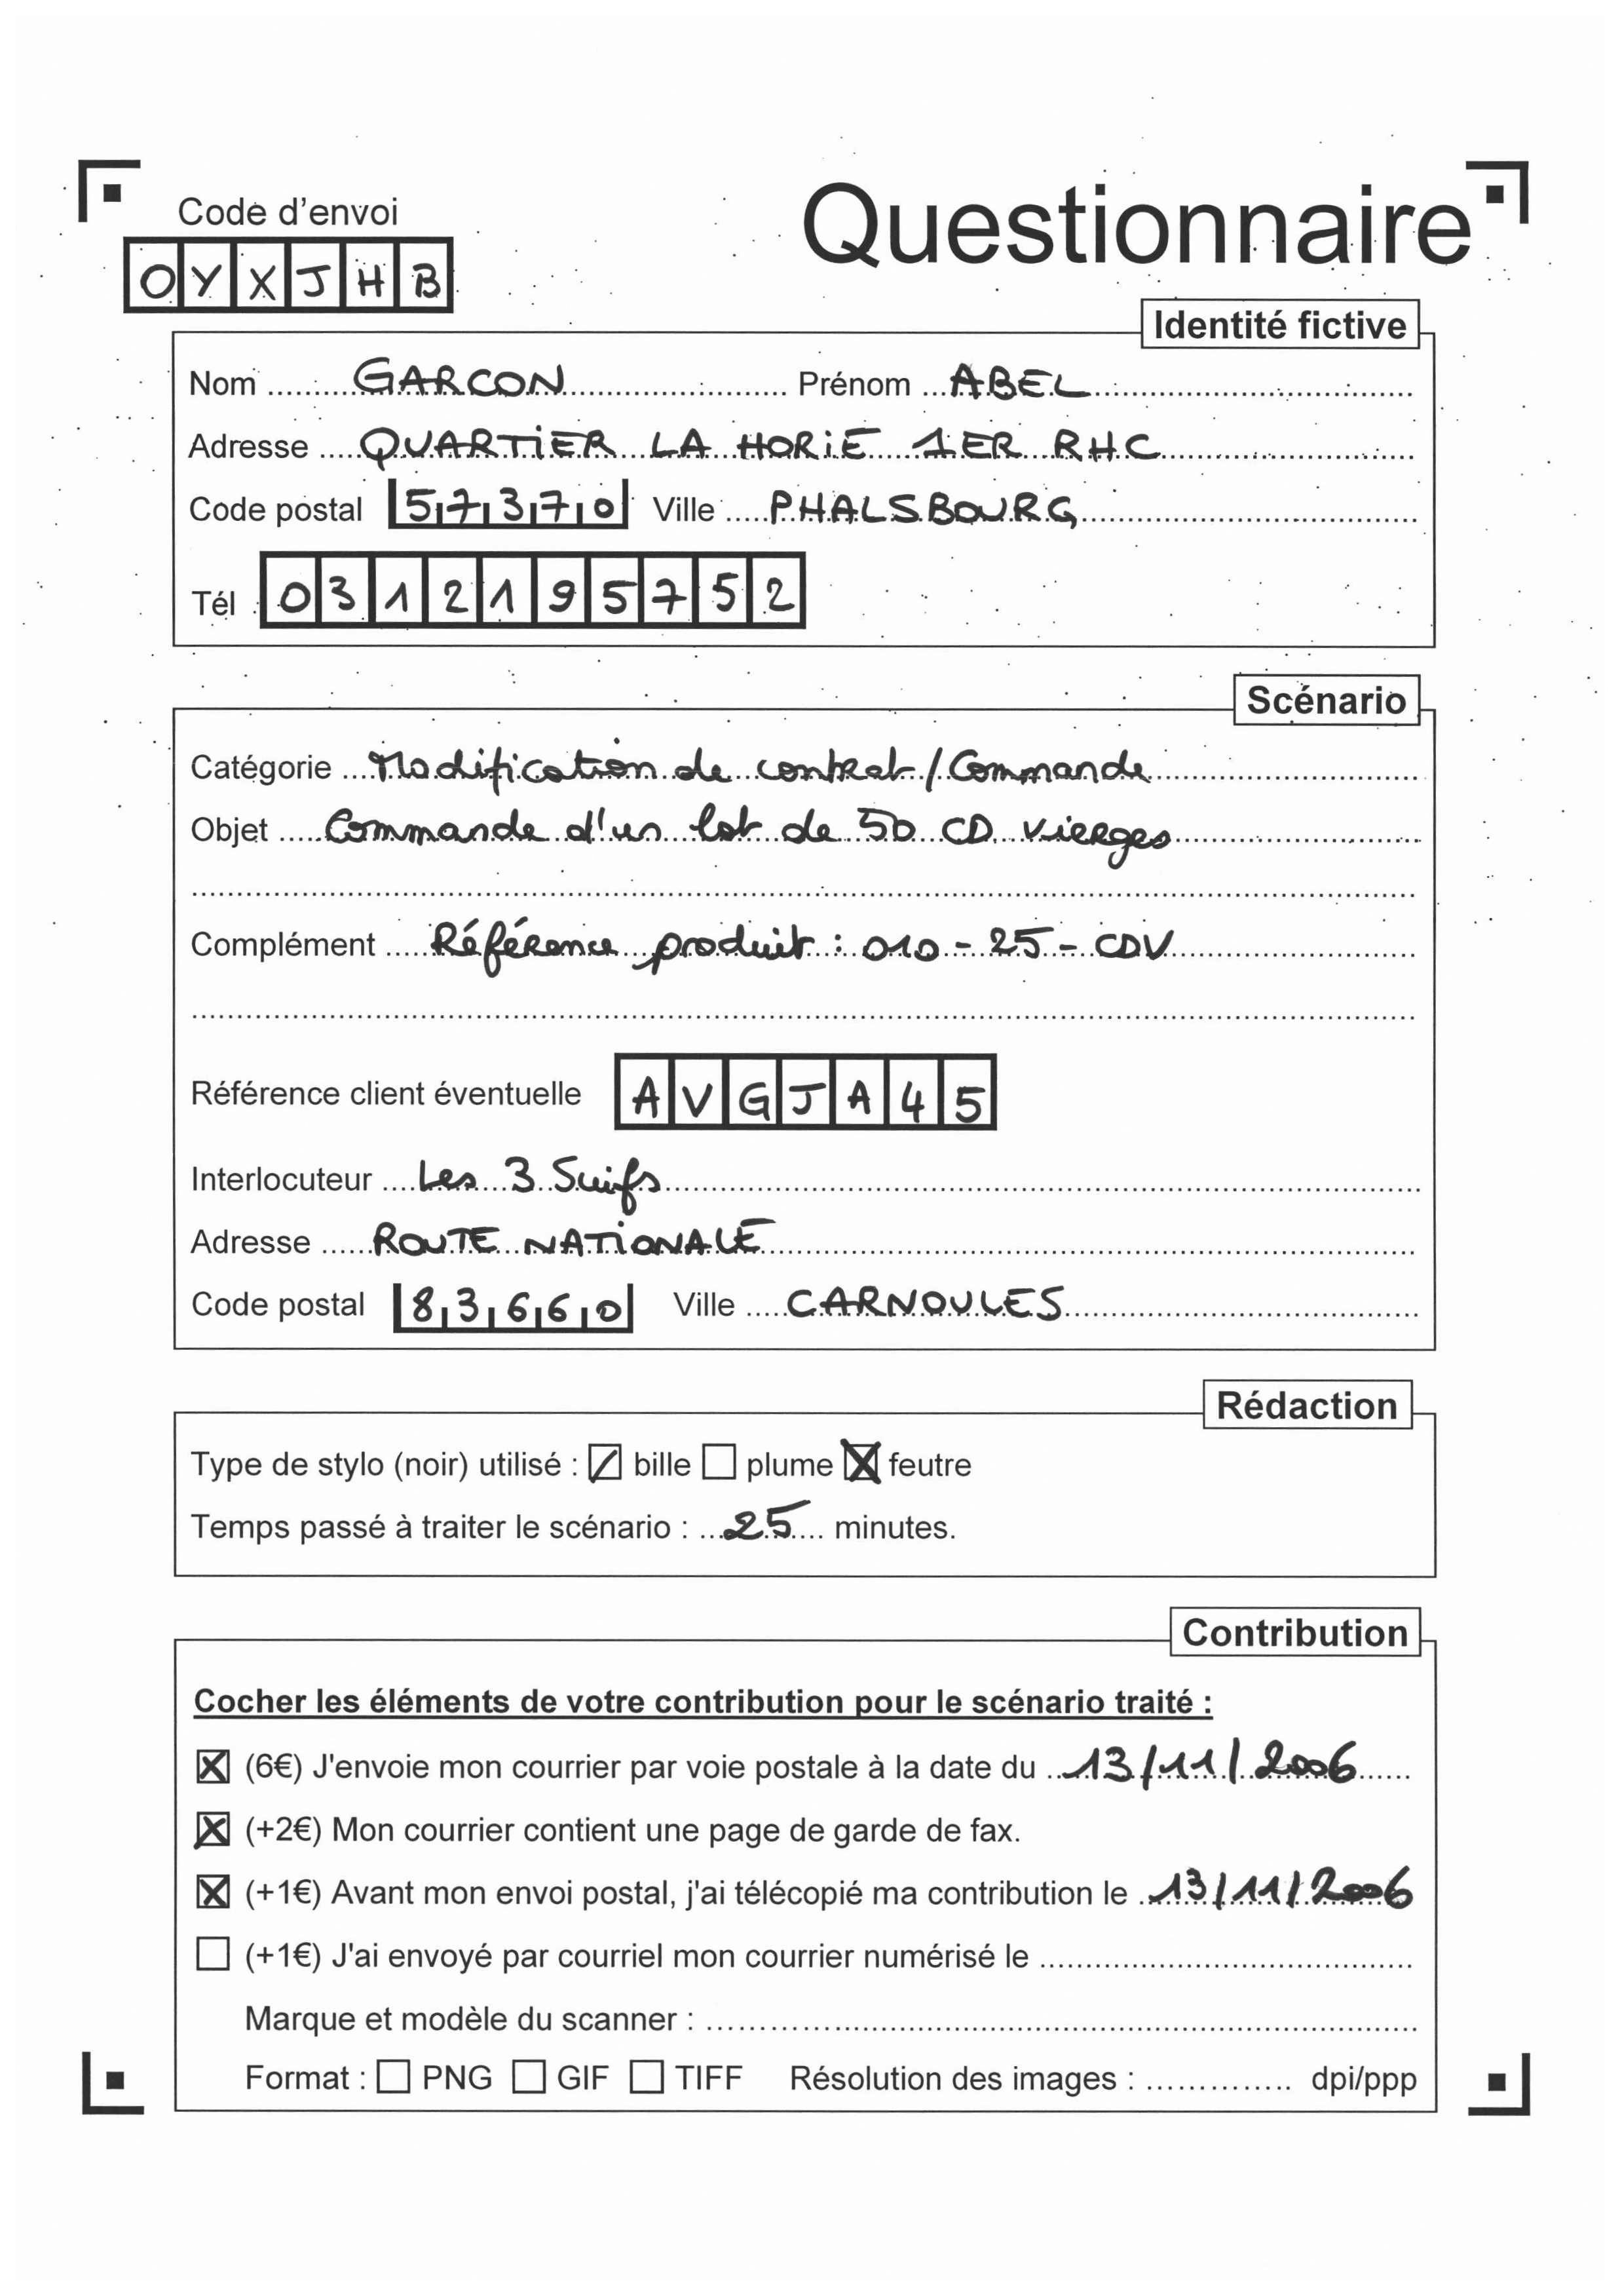 Code d'envoi
Questionnaire
OYXJHB
Identité fictive
Nom GARCON Prénom ABEL
Adresse QUARTIER LA HORIE 1ER RHC
Code postal 57370 Ville PHALSBOURG
Tél 0312195752
Scénario
Catégorie Modification de contrat / Commande
Objet Commande d'un lot de 50 CD vierges
Complément Référence produit : 010 - 25 - CDV
Référence client éventuelle AVGJA45
Interlocuteur Les 3 Suifs
Adresse ROUTE NATIONALE
Code postal 83660 Ville CARNOULES
Rédaction
Type de stylo (noir) utilisé : bille plume feutre
Temps passé à traiter le scénario : 25 minutes.
Contribution
Cocher les éléments de votre contribution pour le scénario traité :
(6€) J'envoie mon courrier par voie postale à la date du 13/11/2006
(+2€) Mon courrier contient une page de garde de fax.
(+1€) Avant mon envoi postal, j'ai télécopié ma contribution le 13/11/2006
(+1€) J'ai envoyé par courriel mon courrier numérisé le
Marque et modèle du scanner :
Format : PNG GIF TIFF Résolution des images : dpi/ppp